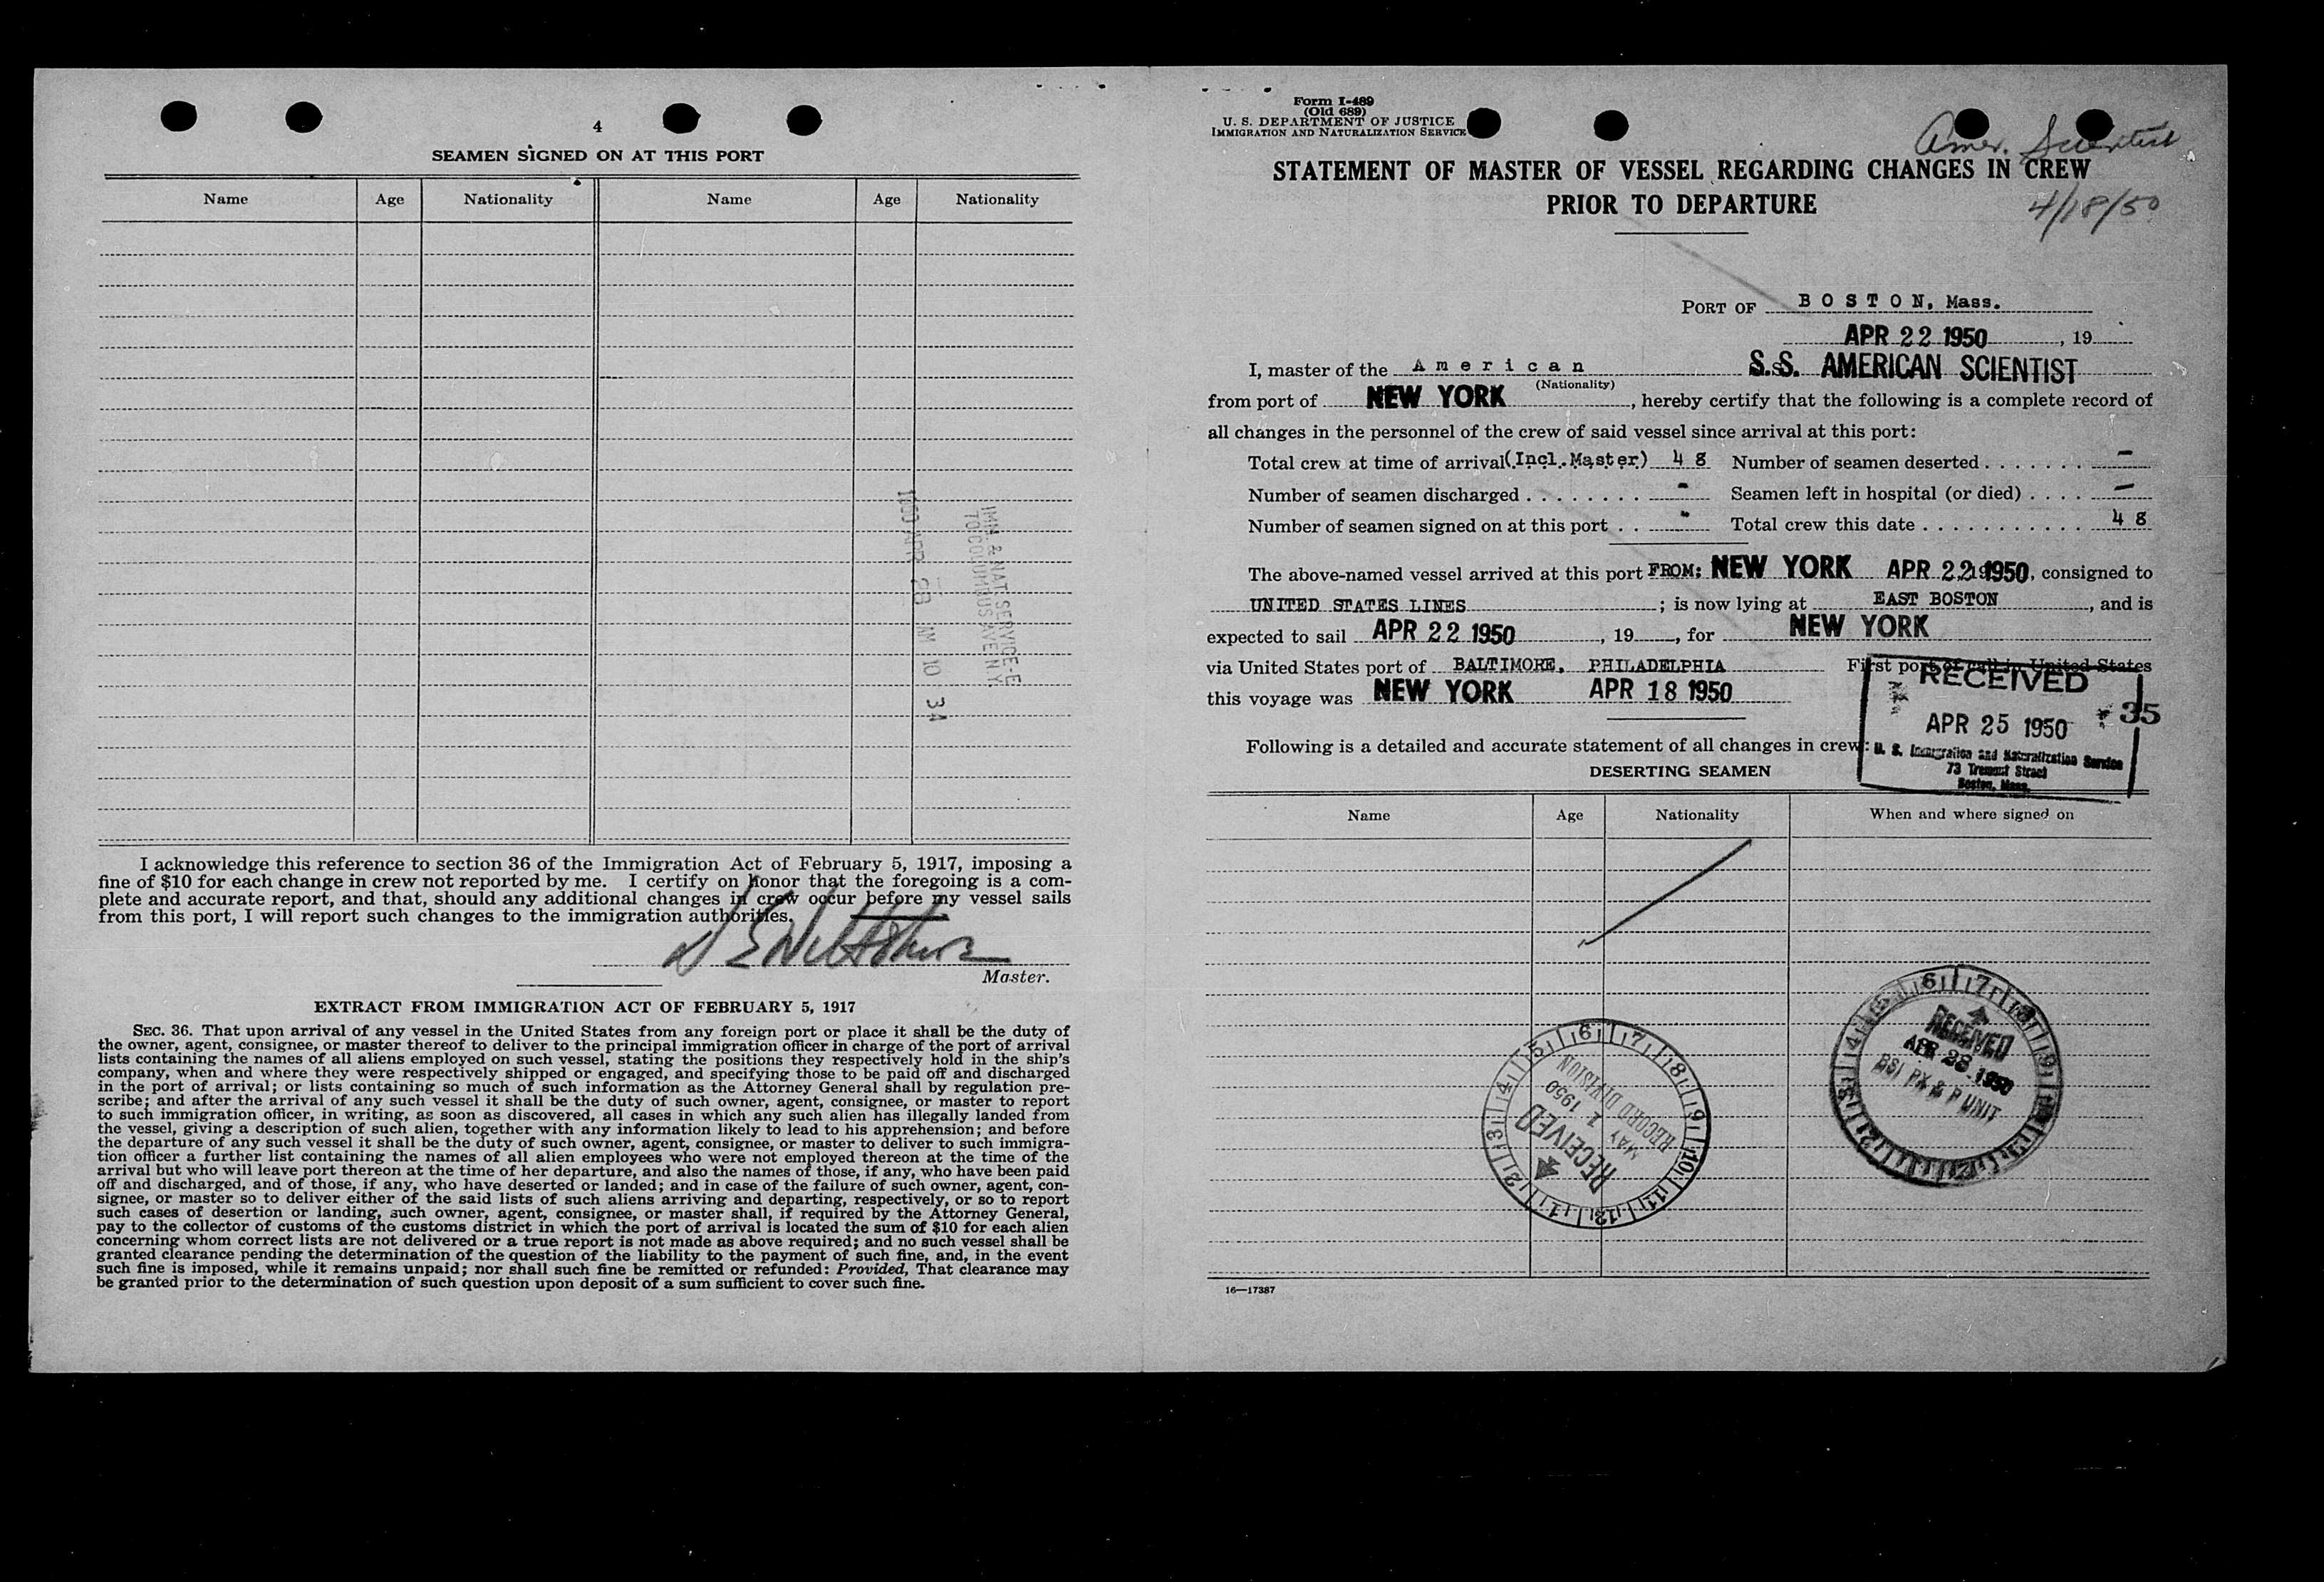 4
SEAMEN SIGNED ON AT THIS PORT
Name Age Nationality Name Age Nationality
IMM. & NAT. SERVICE-E
70 COLUMBUS AVE N.Y.
APR 28 AM 10 34
I acknowledge this reference to section 36 of the Immigration Act of February 5, 1917, imposing a
fine of $10 for each change in crew not reported by me. I certify on honor that the foregoing is a com-
plete and accurate report, and that, should any additional changes in crew occur before my vessel sails
from this port, I will report such changes to the immigration authorities.
Master.
EXTRACT FROM IMMIGRATION ACT OF FEBRUARY 5, 1917
SEC. 36. That upon arrival of any vessel in the United States from any foreign port or place it shall be the duty of
the owner, agent, consignee, or master thereof to deliver to the principal immigration officer in charge of the port of arrival
lists containing the names of all aliens employed on such vessel, stating the positions they respectively hold in the ship's
company, when and where they were respectively shipped or engaged, and specifying those to be paid off and discharged
in the port of arrival; or lists containing so much of such information as the Attorney General shall by regulation pre-
scribe; and after the arrival of any such vessel it shall be the duty of such owner, agent, consignee, or master to report
to such immigration officer, in writing, as soon as discovered, all cases in which any such alien has illegally landed from
the vessel, giving a description of such alien, together with any information likely to lead to his apprehension; and before
the departure of any such vessel it shall be the duty of such owner, agent, consignee, or master to deliver to such immigra-
tion officer a further list containing the names of all alien employees who were not employed thereon at the time of the
arrival but who will leave port thereon at the time of her departure, and also the names of those, if any, who have been paid
off and discharged, and of those, if any, who have deserted or landed; and in case of the failure of such owner, agent, con-
signee, or master so to deliver either of the said lists of such aliens arriving and departing, respectively, or so to report
such cases of desertion or landing, such owner, agent, consignee, or master shall, if required by the Attorney General,
pay to the collector of customs of the customs district in which the port of arrival is located the sum of $10 for each alien
concerning whom correct lists are not delivered or a true report is not made as above required; and no such vessel shall be
granted clearance pending the determination of the question of the liability to the payment of such fine, and, in the event
such fine is imposed, while it remains unpaid; nor shall such fine be remitted or refunded: Provided, That clearance may
be granted prior to the determination of such question upon deposit of a sum sufficient to cover such fine.
Form I-489
(Old 689)
U. S. DEPARTMENT OF JUSTICE
IMMIGRATION AND NATURALIZATION SERVICE
Amer. Scientist
STATEMENT OF MASTER OF VESSEL REGARDING CHANGES IN CREW
PRIOR TO DEPARTURE
4/18/50
PORT OF BOSTON, Mass.
APR 22 1950, 19
I, master of the American S.S. AMERICAN SCIENTIST
(Nationality)
from port of NEW YORK, hereby certify that the following is a complete record of
all changes in the personnel of the crew of said vessel since arrival at this port:
Total crew at time of arrival (Incl. Master) 48 Number of seamen deserted -
Number of seamen discharged - Seamen left in hospital (or died) -
Number of seamen signed on at this port - Total crew this date 48
The above-named vessel arrived at this port FROM: NEW YORK APR 22 1950, consigned to
UNITED STATES LINES; is now lying at EAST BOSTON, and is
expected to sail APR 22 1950, 19, for NEW YORK
via United States port of BALTIMORE, PHILADELPHIA First port of call in United States
this voyage was NEW YORK APR 18 1950
RECEIVED
APR 25 1950
35
U. S. Immigration and Naturalization Service
73 Tremont Street
Boston, Mass.
Following is a detailed and accurate statement of all changes in crew:
DESERTING SEAMEN
Name Age Nationality When and where signed on
RECEIVED
APR 28 1950
BSI PX & P UNIT
RECEIVED
MAY 1 1950
RECORD DIVISION
16—17387